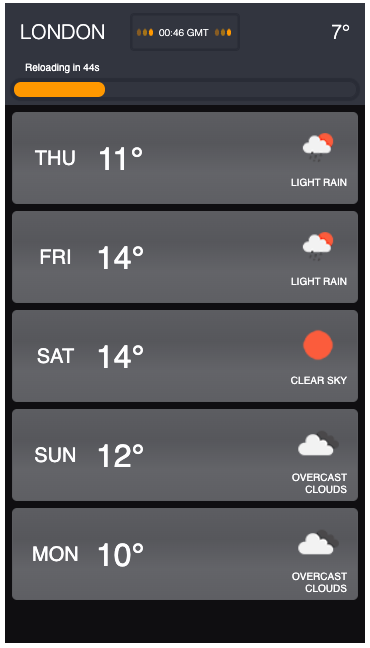 LONDON
00:46 GMT
7°
Reloading in 44s
THU
11°
LIGHT RAIN
FRI
14°
LIGHT RAIN
SAT
14°
CLEAR SKY
SUN
12°
OVERCAST
CLOUDS
MON
10°
OVERCAST
CLOUDS